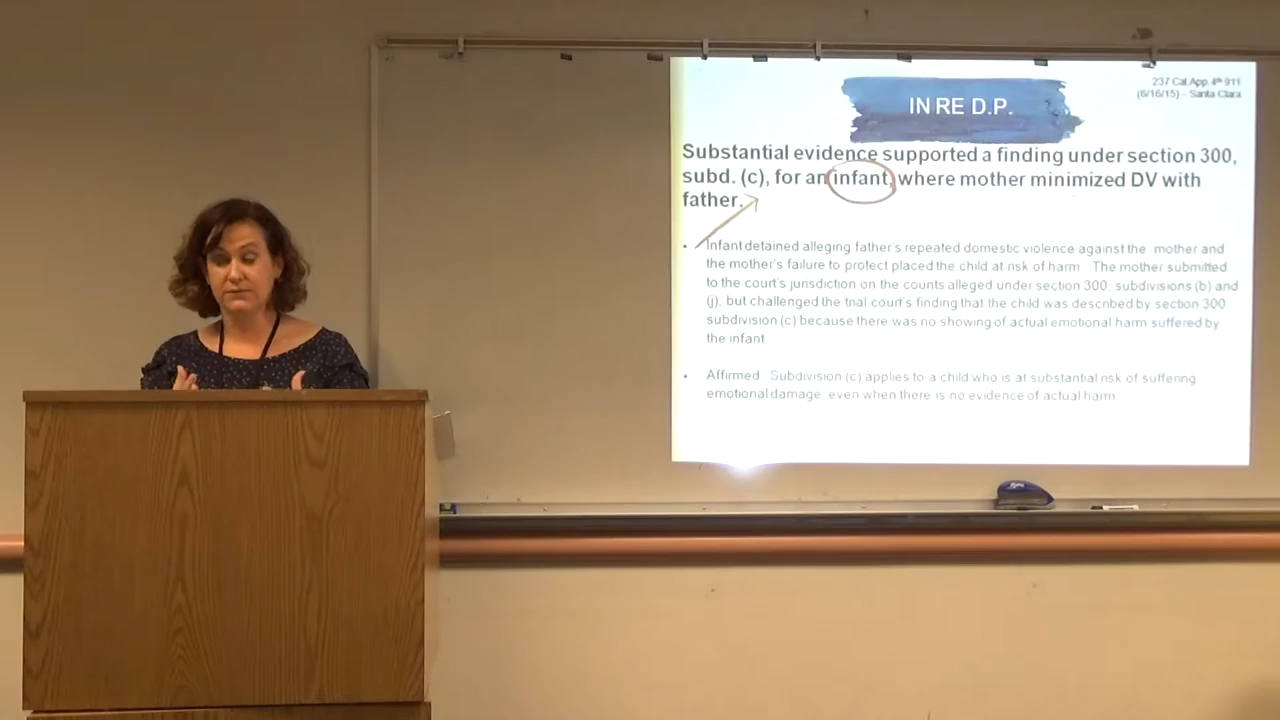 237 Cal.App. 4th 911
(6/16/15) – Santa Clara
IN RE D.P.
Substantial evidence supported a finding under section 300,
subd. (c), for an infant, where mother minimized DV with
father.
• Infant detained alleging father's repeated domestic violence against the mother and
the mother's failure to protect placed the child at risk of harm. The mother submitted
to the court's jurisdiction on the counts alleged under section 300, subdivisions (b) and
(j), but challenged the trial court's finding that the child was described by section 300
subdivision (c) because there was no showing of actual emotional harm suffered by
the infant.
• Affirmed. Subdivision (c) applies to a child who is at substantial risk of suffering
emotional damage, even when there is no evidence of actual harm.